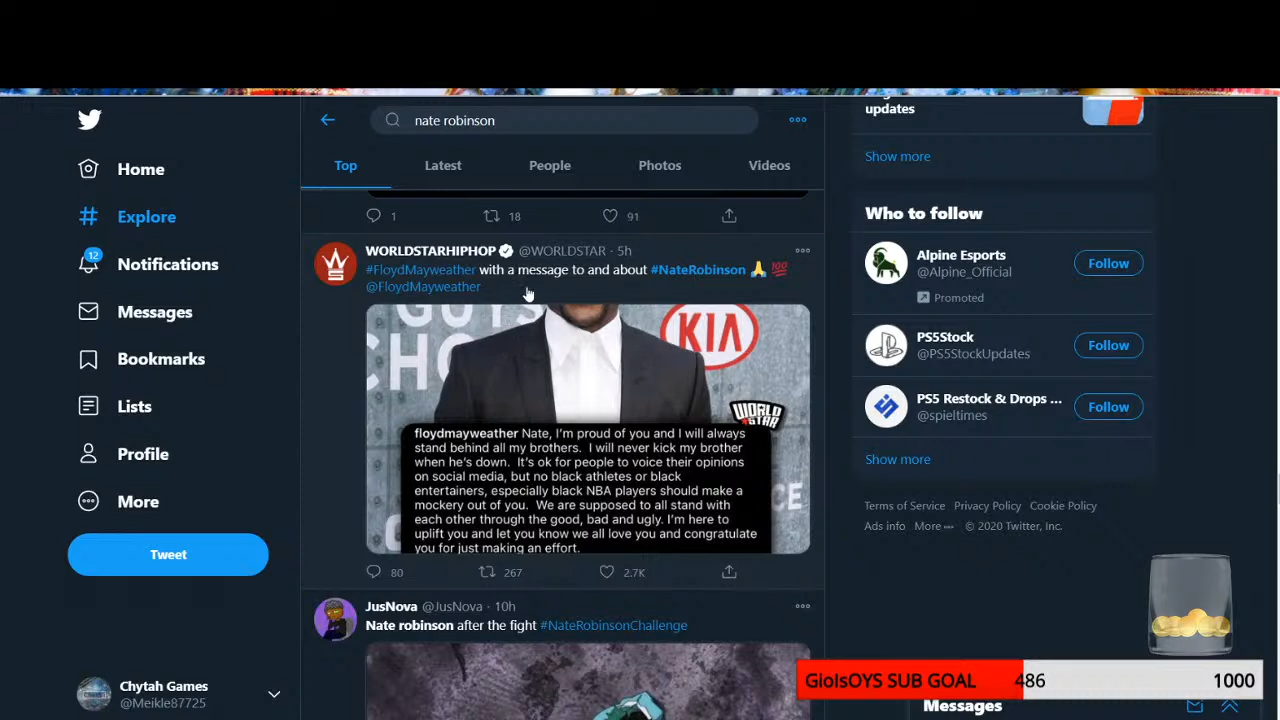 updates
nate robinson
Show more
Home
Top
Latest
People
Photos
Videos
Explore
1
18
91
Who to follow
WORLDSTARHIPHOP @WORLDSTAR · 5h
#FloydMayweather with a message to and about #NateRobinson 🙏 💯
@FloydMayweather
12
Notifications
Alpine Esports
@Alpine_Official
Promoted
Follow
Messages
GUYS
CHO
KIA
PS5Stock
@PS5StockUpdates
Follow
Bookmarks
Lists
PS5 Restock & Drops ...
@spieltimes
Follow
WORLD
STAR
floydmayweather Nate, I'm proud of you and I will always
stand behind all my brothers. I will never kick my brother
when he's down. It's ok for people to voice their opinions
on social media, but no black athletes or black
entertainers, especially black NBA players should make a
mockery out of you. We are supposed to all stand with
each other through the good, bad and ugly. I'm here to
uplift you and let you know we all love you and congratulate
you for just making an effort.
CE
Profile
Show more
More
Terms of Service Privacy Policy Cookie Policy
Ads info More ••• © 2020 Twitter, Inc.
Tweet
80
267
2.7K
JusNova @JusNova · 10h
Nate robinson after the fight #NateRobinsonChallenge
Chytah Games
@Meikle87725
GioIsOYS SUB GOAL 486 1000
Messages